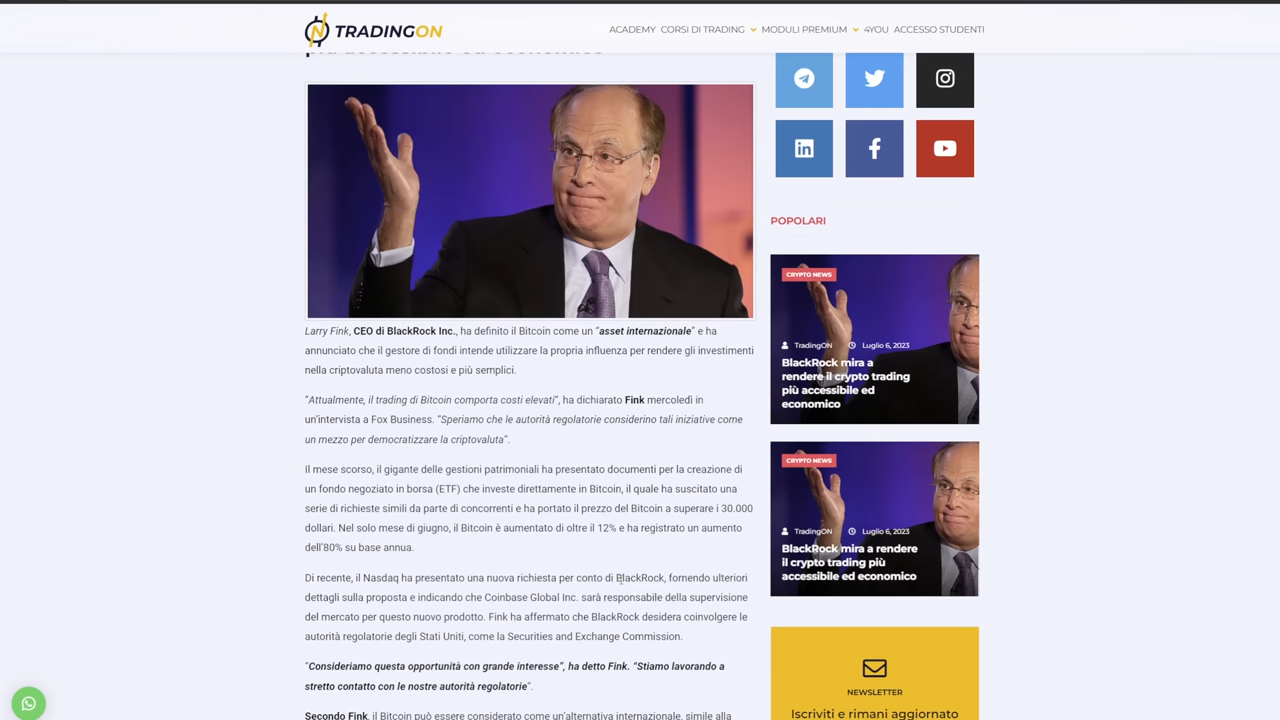 TRADINGON
ACADEMY CORSI DI TRADING MODULI PREMIUM 4YOU ACCESSO STUDENTI
più accessibile ed economico
Larry Fink, CEO di BlackRock Inc., ha definito il Bitcoin come un “asset internazionale” e ha
annunciato che il gestore di fondi intende utilizzare la propria influenza per rendere gli investimenti
nella criptovaluta meno costosi e più semplici.
“Attualmente, il trading di Bitcoin comporta costi elevati”, ha dichiarato Fink mercoledì in
un’intervista a Fox Business. “Speriamo che le autorità regolatorie considerino tali iniziative come
un mezzo per democratizzare la criptovaluta”.
Il mese scorso, il gigante delle gestioni patrimoniali ha presentato documenti per la creazione di
un fondo negoziato in borsa (ETF) che investe direttamente in Bitcoin, il quale ha suscitato una
serie di richieste simili da parte di concorrenti e ha portato il prezzo del Bitcoin a superare i 30.000
dollari. Nel solo mese di giugno, il Bitcoin è aumentato di oltre il 12% e ha registrato un aumento
dell’80% su base annua.
Di recente, il Nasdaq ha presentato una nuova richiesta per conto di BlackRock, fornendo ulteriori
dettagli sulla proposta e indicando che Coinbase Global Inc. sarà responsabile della supervisione
del mercato per questo nuovo prodotto. Fink ha affermato che BlackRock desidera coinvolgere le
autorità regolatorie degli Stati Uniti, come la Securities and Exchange Commission.
“Consideriamo questa opportunità con grande interesse”, ha detto Fink. “Stiamo lavorando a
stretto contatto con le nostre autorità regolatorie”.
Secondo Fink, il Bitcoin può essere considerato come un’alternativa internazionale, simile alla
POPOLARI
CRYPTO NEWS
TradingON Luglio 6, 2023
BlackRock mira a
rendere il crypto trading
più accessibile ed
economico
CRYPTO NEWS
TradingON Luglio 6, 2023
BlackRock mira a rendere
il crypto trading più
accessibile ed economico
NEWSLETTER
Iscriviti e rimani aggiornato